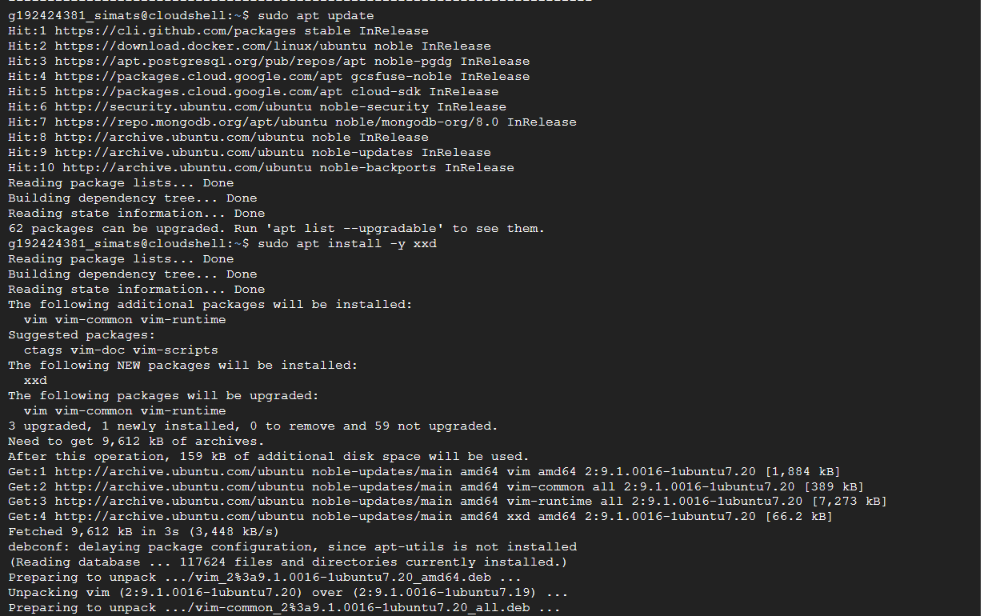 g192424381_simats@cloudshell:~$ sudo apt update
Hit:1 https://cli.github.com/packages stable InRelease
Hit:2 https://download.docker.com/linux/ubuntu noble InRelease
Hit:3 https://apt.postgresql.org/pub/repos/apt noble-pgdg InRelease
Hit:4 https://packages.cloud.google.com/apt gcsfuse-noble InRelease
Hit:5 https://packages.cloud.google.com/apt cloud-sdk InRelease
Hit:6 http://security.ubuntu.com/ubuntu noble-security InRelease
Hit:7 https://repo.mongodb.org/apt/ubuntu noble/mongodb-org/8.0 InRelease
Hit:8 http://archive.ubuntu.com/ubuntu noble InRelease
Hit:9 http://archive.ubuntu.com/ubuntu noble-updates InRelease
Hit:10 http://archive.ubuntu.com/ubuntu noble-backports InRelease
Reading package lists... Done
Building dependency tree... Done
Reading state information... Done
62 packages can be upgraded. Run 'apt list --upgradable' to see them.
g192424381_simats@cloudshell:~$ sudo apt install -y xxd
Reading package lists... Done
Building dependency tree... Done
Reading state information... Done
The following additional packages will be installed:
  vim vim-common vim-runtime
Suggested packages:
  ctags vim-doc vim-scripts
The following NEW packages will be installed:
  xxd
The following packages will be upgraded:
  vim vim-common vim-runtime
3 upgraded, 1 newly installed, 0 to remove and 59 not upgraded.
Need to get 9,612 kB of archives.
After this operation, 159 kB of additional disk space will be used.
Get:1 http://archive.ubuntu.com/ubuntu noble-updates/main amd64 vim amd64 2:9.1.0016-1ubuntu7.20 [1,884 kB]
Get:2 http://archive.ubuntu.com/ubuntu noble-updates/main amd64 vim-common all 2:9.1.0016-1ubuntu7.20 [389 kB]
Get:3 http://archive.ubuntu.com/ubuntu noble-updates/main amd64 vim-runtime all 2:9.1.0016-1ubuntu7.20 [7,273 kB]
Get:4 http://archive.ubuntu.com/ubuntu noble-updates/main amd64 xxd amd64 2:9.1.0016-1ubuntu7.20 [66.2 kB]
Fetched 9,612 kB in 3s (3,448 kB/s)
debconf: delaying package configuration, since apt-utils is not installed
(Reading database ... 117624 files and directories currently installed.)
Preparing to unpack .../vim_2%3a9.1.0016-1ubuntu7.20_amd64.deb ...
Unpacking vim (2:9.1.0016-1ubuntu7.20) over (2:9.1.0016-1ubuntu7.19) ...
Preparing to unpack .../vim-common_2%3a9.1.0016-1ubuntu7.20_all.deb ...